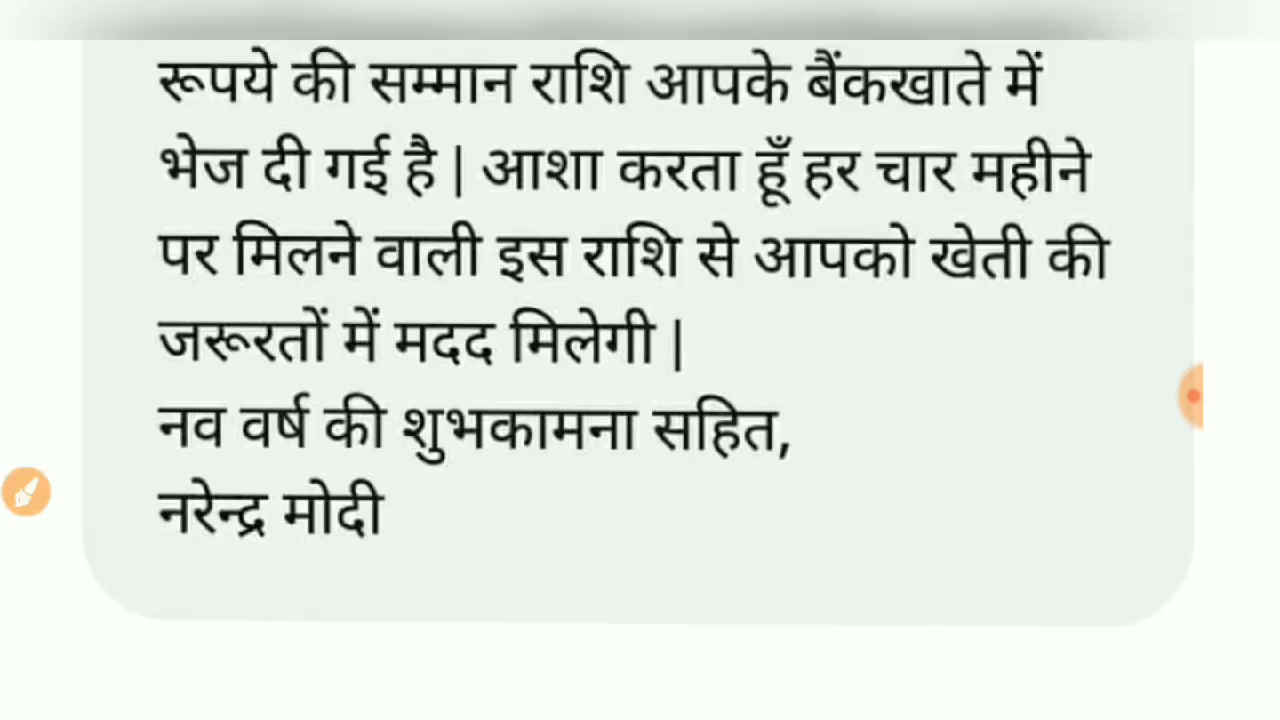 रूपये की सम्मान राशि आपके बैंकखाते में
भेज दी गई है | आशा करता हूँ हर चार महीने
पर मिलने वाली इस राशि से आपको खेती की
जरूरतों में मदद मिलेगी |
नव वर्ष की शुभकामना सहित,
नरेन्द्र मोदी